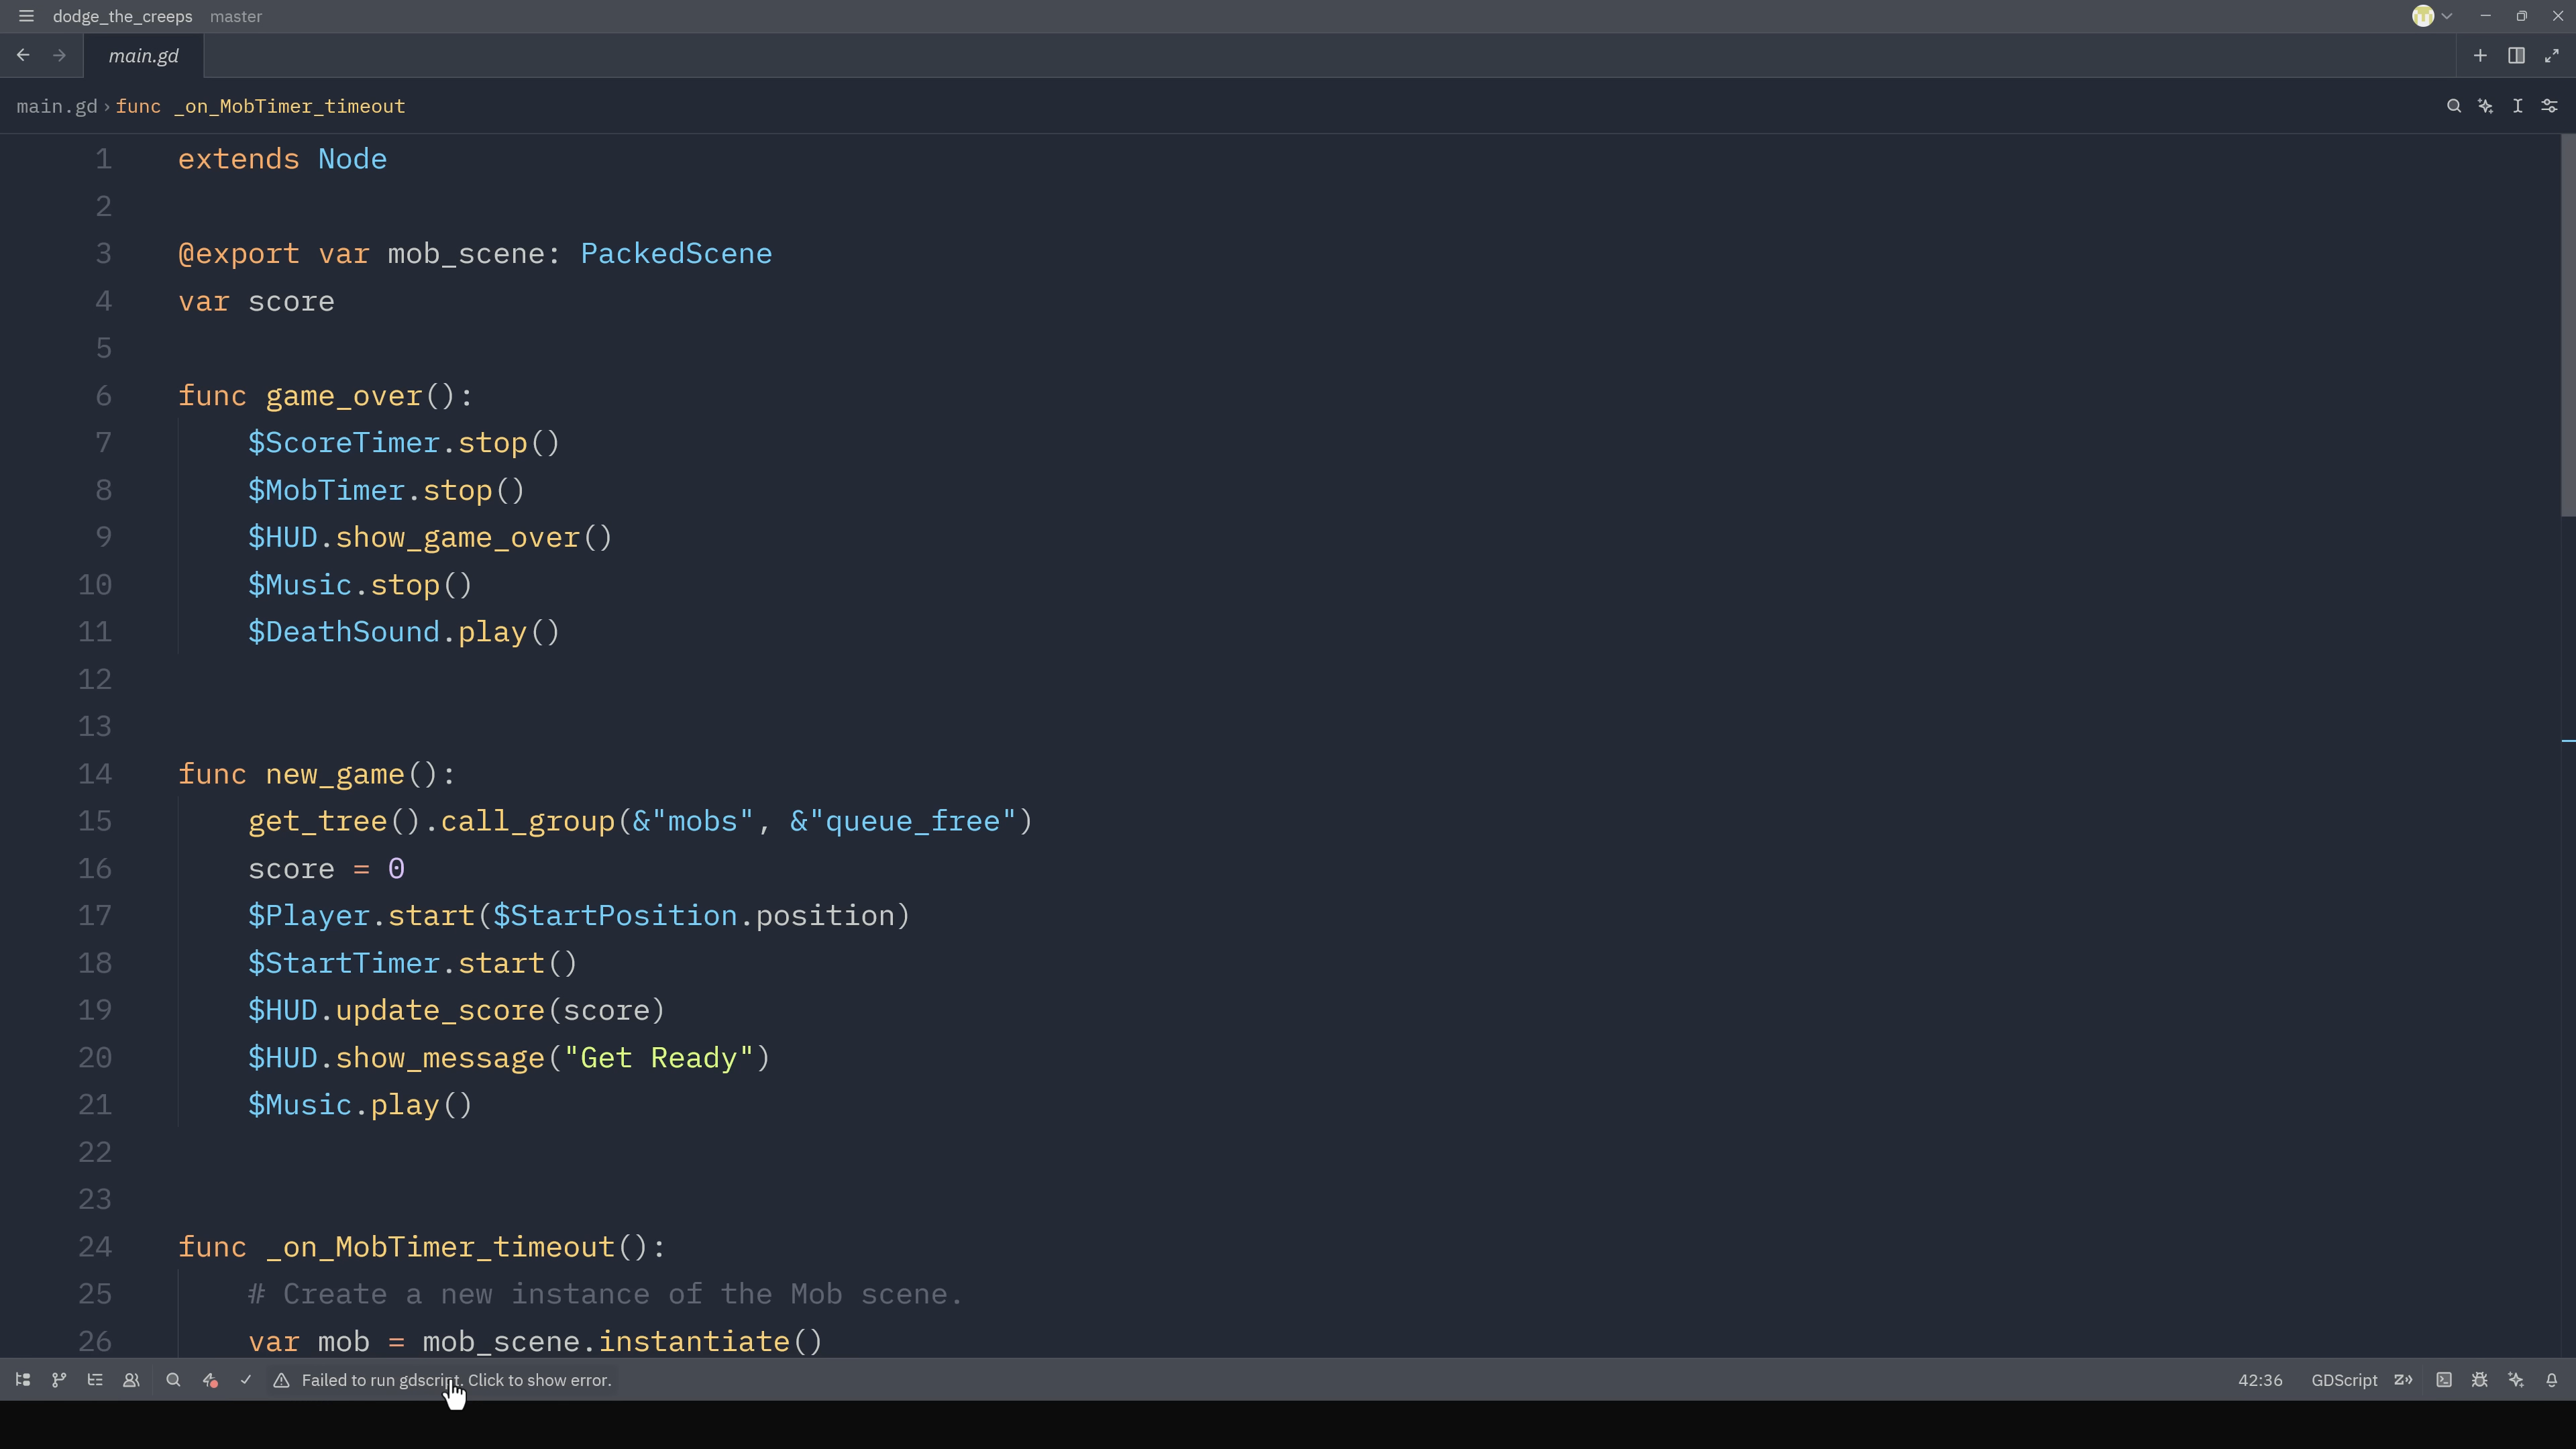 dodge_the_creeps master
main.gd
main.gd › func _on_MobTimer_timeout
1 extends Node
2
3 @export var mob_scene: PackedScene
4 var score
5
6 func game_over():
7 $ScoreTimer.stop()
8 $MobTimer.stop()
9 $HUD.show_game_over()
10 $Music.stop()
11 $DeathSound.play()
12
13
14 func new_game():
15 get_tree().call_group(&"mobs", &"queue_free")
16 score = 0
17 $Player.start($StartPosition.position)
18 $StartTimer.start()
19 $HUD.update_score(score)
20 $HUD.show_message("Get Ready")
21 $Music.play()
22
23
24 func _on_MobTimer_timeout():
25 # Create a new instance of the Mob scene.
26 var mob = mob_scene.instantiate()
Failed to run gdscript. Click to show error. 42:36 GDScript